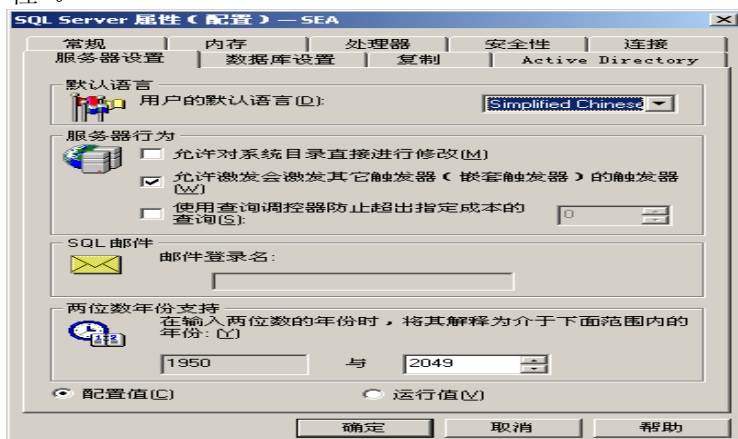 SQL Server 属性(配置) — SEA
常规 内存 处理器 安全性 连接
服务器设置 数据库设置 复制 Active Directory
默认语言
用户的默认语言(D): Simplified Chinese
服务器行为
允许对系统目录直接进行修改(M)
允许激发会激发其它触发器(嵌套触发器)的触发器
(W)
使用查询调控器防止超出指定成本的 0
查询(S):
SQL 邮件
邮件登录名:
两位数年份支持
在输入两位数的年份时,将其解释为介于下面范围内的
年份: (Y)
1950 与 2049
配置值(C) 运行值(V)
确定 取消 帮助